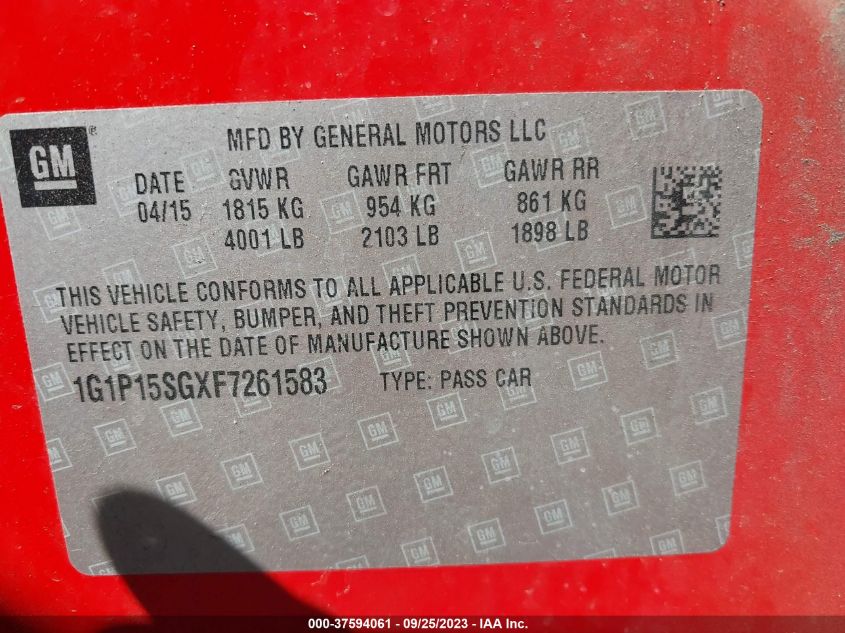 GM ® MFD BY GENERAL MOTORS LLC
DATE GVWR GAWR FRT GAWR RR
04/15 1815 KG 954 KG 861 KG
4001 LB 2103 LB 1898 LB
THIS VEHICLE CONFORMS TO ALL APPLICABLE U.S. FEDERAL MOTOR
VEHICLE SAFETY, BUMPER, AND THEFT PREVENTION STANDARDS IN
EFFECT ON THE DATE OF MANUFACTURE SHOWN ABOVE.
1G1P15SGXF7261583 TYPE: PASS CAR
000-37594061 - 09/25/2023 - IAA Inc.